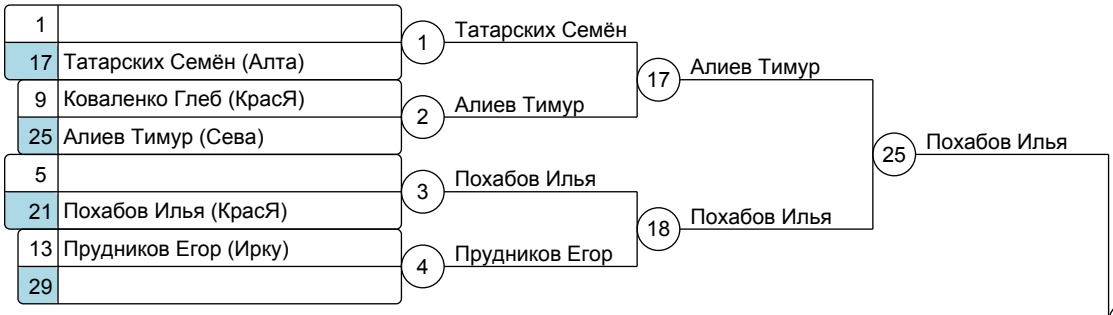 1
17 Татарских Семён (Алта)
9 Коваленко Глеб (КрасЯ)
25 Алиев Тимур (Сева)
5
21 Похабов Илья (КрасЯ)
13 Прудников Егор (Ирку)
29
1 Татарских Семён
2 Алиев Тимур
3 Похабов Илья
4 Прудников Егор
17 Алиев Тимур
18 Похабов Илья
25 Похабов Илья